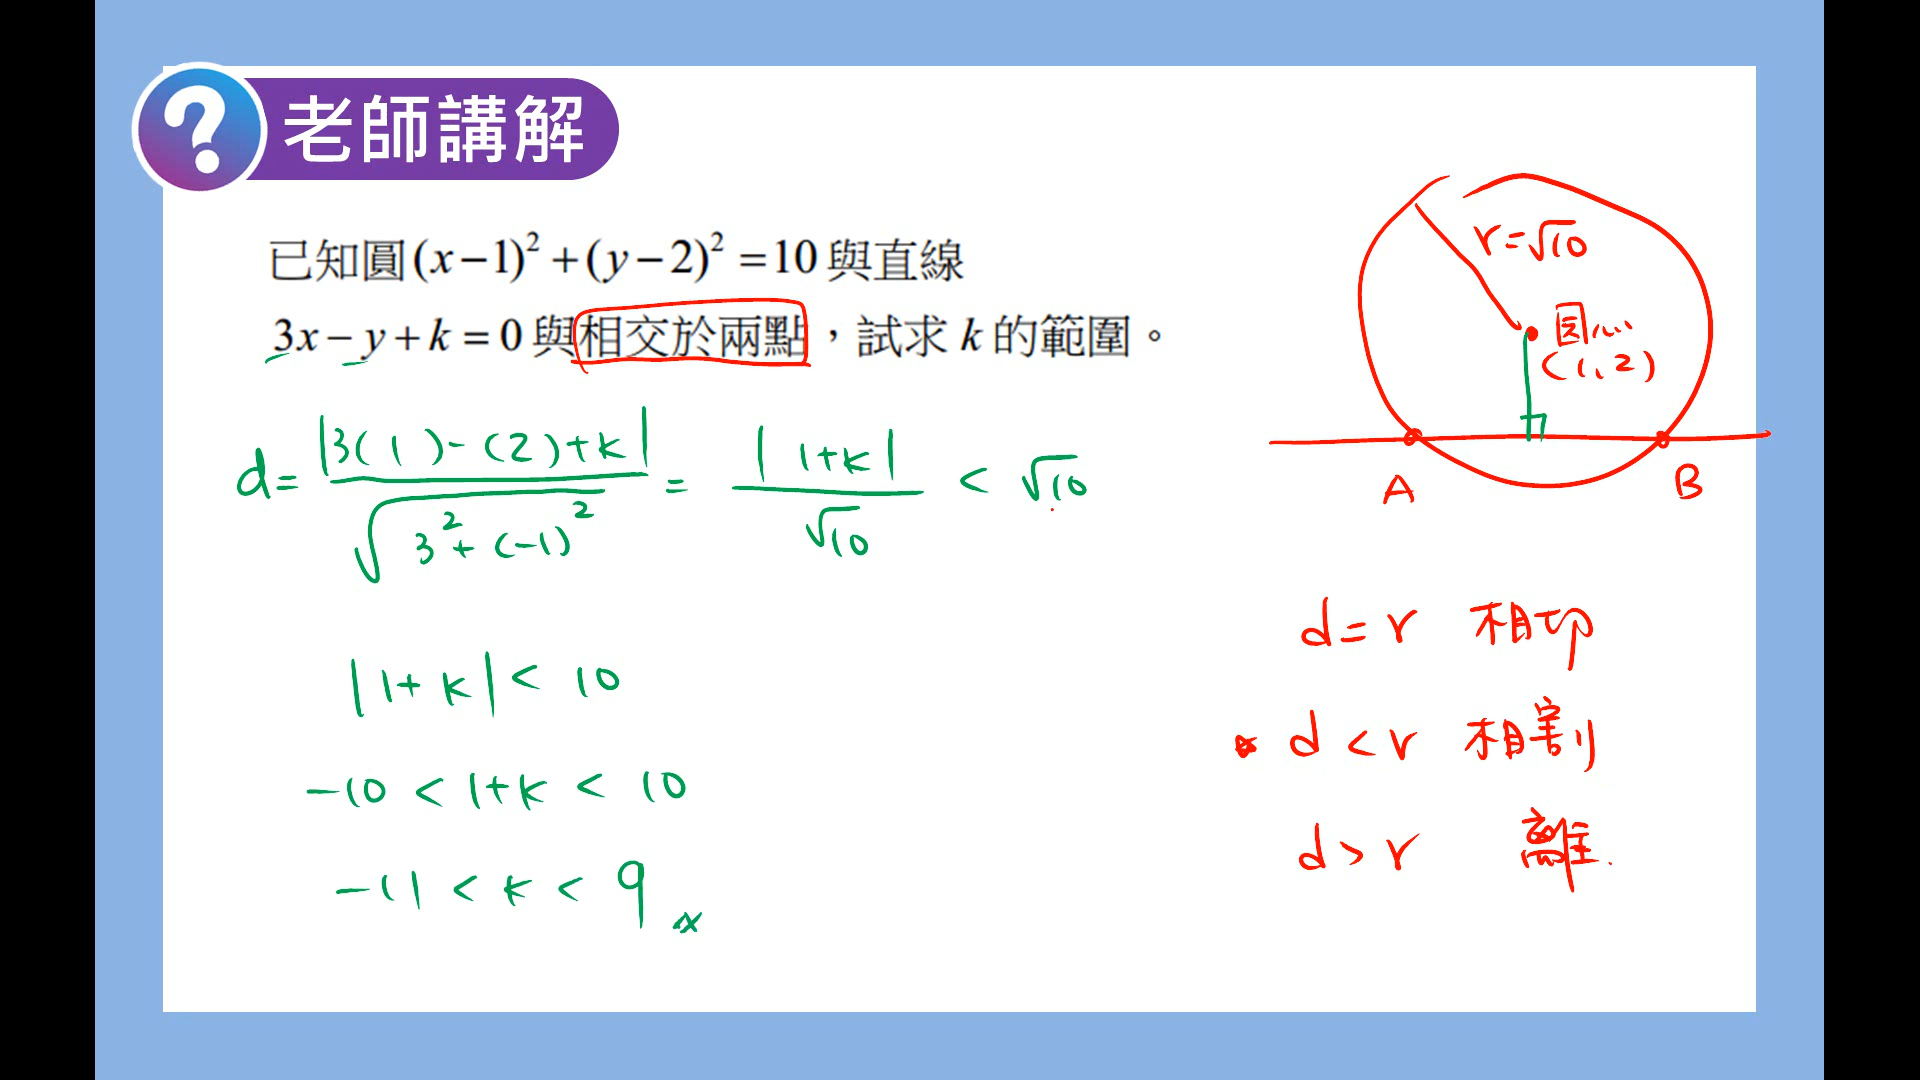 ?
老師講解
已知圓(x−1)²+(y−2)²=10與直線
3x−y+k=0與相交於兩點，試求k的範圍。
d=|3(1)-(2)+k|/√(3²+(-1)²) = |1+k|/√10 < √10
|1+k|<10
-10<1+k<10
-11<k<9
r=√10
圓心
(1,2)
A
B
d=r 相切
d<r 相割
d>r 離